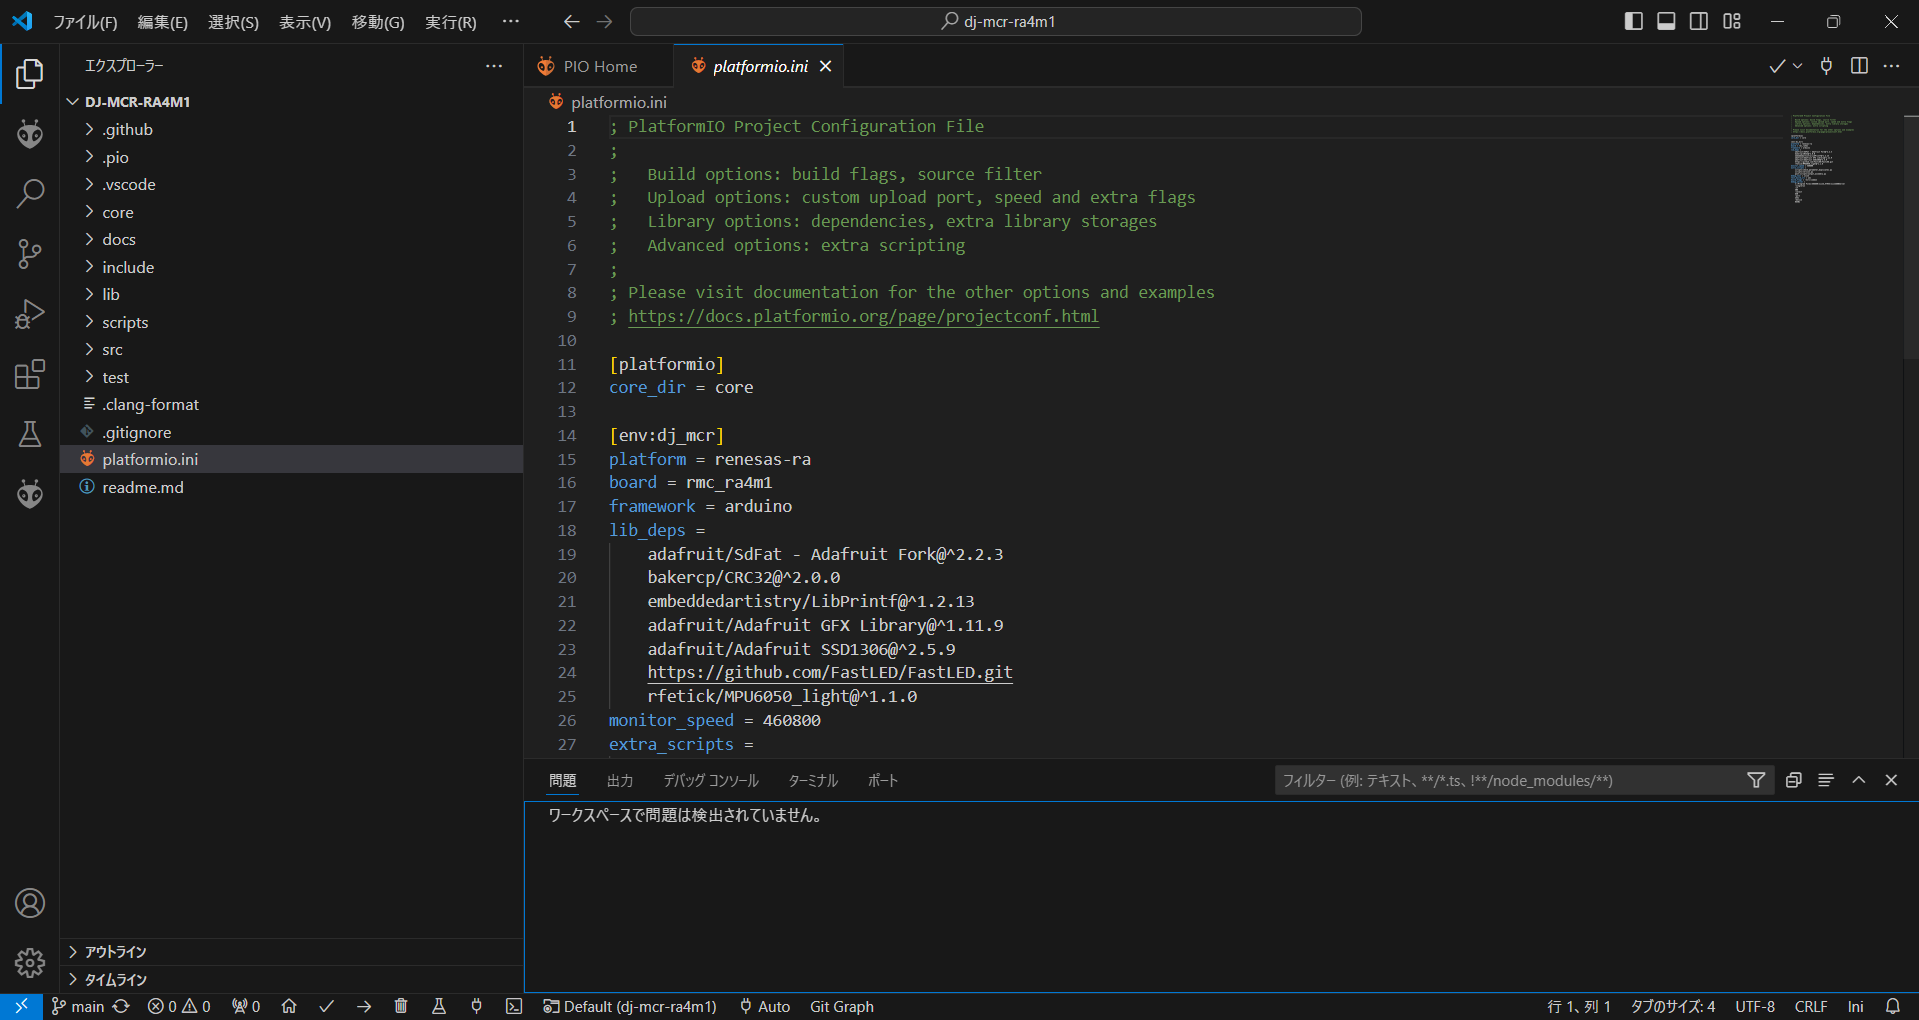 ファイル(F) 編集(E) 選択(S) 表示(V) 移動(G) 実行(R) ··· dj-mcr-ra4m1
エクスプローラー ···
DJ-MCR-RA4M1
.github
.pio
.vscode
core
docs
include
lib
scripts
src
test
.clang-format
.gitignore
platformio.ini
readme.md
アウトライン
タイムライン
PIO Home platformio.ini
platformio.ini
1 ; PlatformIO Project Configuration File
2 ;
3 ;   Build options: build flags, source filter
4 ;   Upload options: custom upload port, speed and extra flags
5 ;   Library options: dependencies, extra library storages
6 ;   Advanced options: extra scripting
7 ;
8 ; Please visit documentation for the other options and examples
9 ; https://docs.platformio.org/page/projectconf.html
10
11 [platformio]
12 core_dir = core
13
14 [env:dj_mcr]
15 platform = renesas-ra
16 board = rmc_ra4m1
17 framework = arduino
18 lib_deps =
19     adafruit/SdFat - Adafruit Fork@^2.2.3
20     bakercp/CRC32@^2.0.0
21     embeddedartistry/LibPrintf@^1.2.13
22     adafruit/Adafruit GFX Library@^1.11.9
23     adafruit/Adafruit SSD1306@^2.5.9
24     https://github.com/FastLED/FastLED.git
25     rfetick/MPU6050_light@^1.1.0
26 monitor_speed = 460800
27 extra_scripts =
問題 出力 デバッグ コンソール ターミナル ポート フィルター (例: テキスト、**/*.ts、!**/node_modules/**)
ワークスペースで問題は検出されていません。
main 0 0 0 Default (dj-mcr-ra4m1) Auto Git Graph 行 1、列 1 タブのサイズ: 4 UTF-8 CRLF Ini